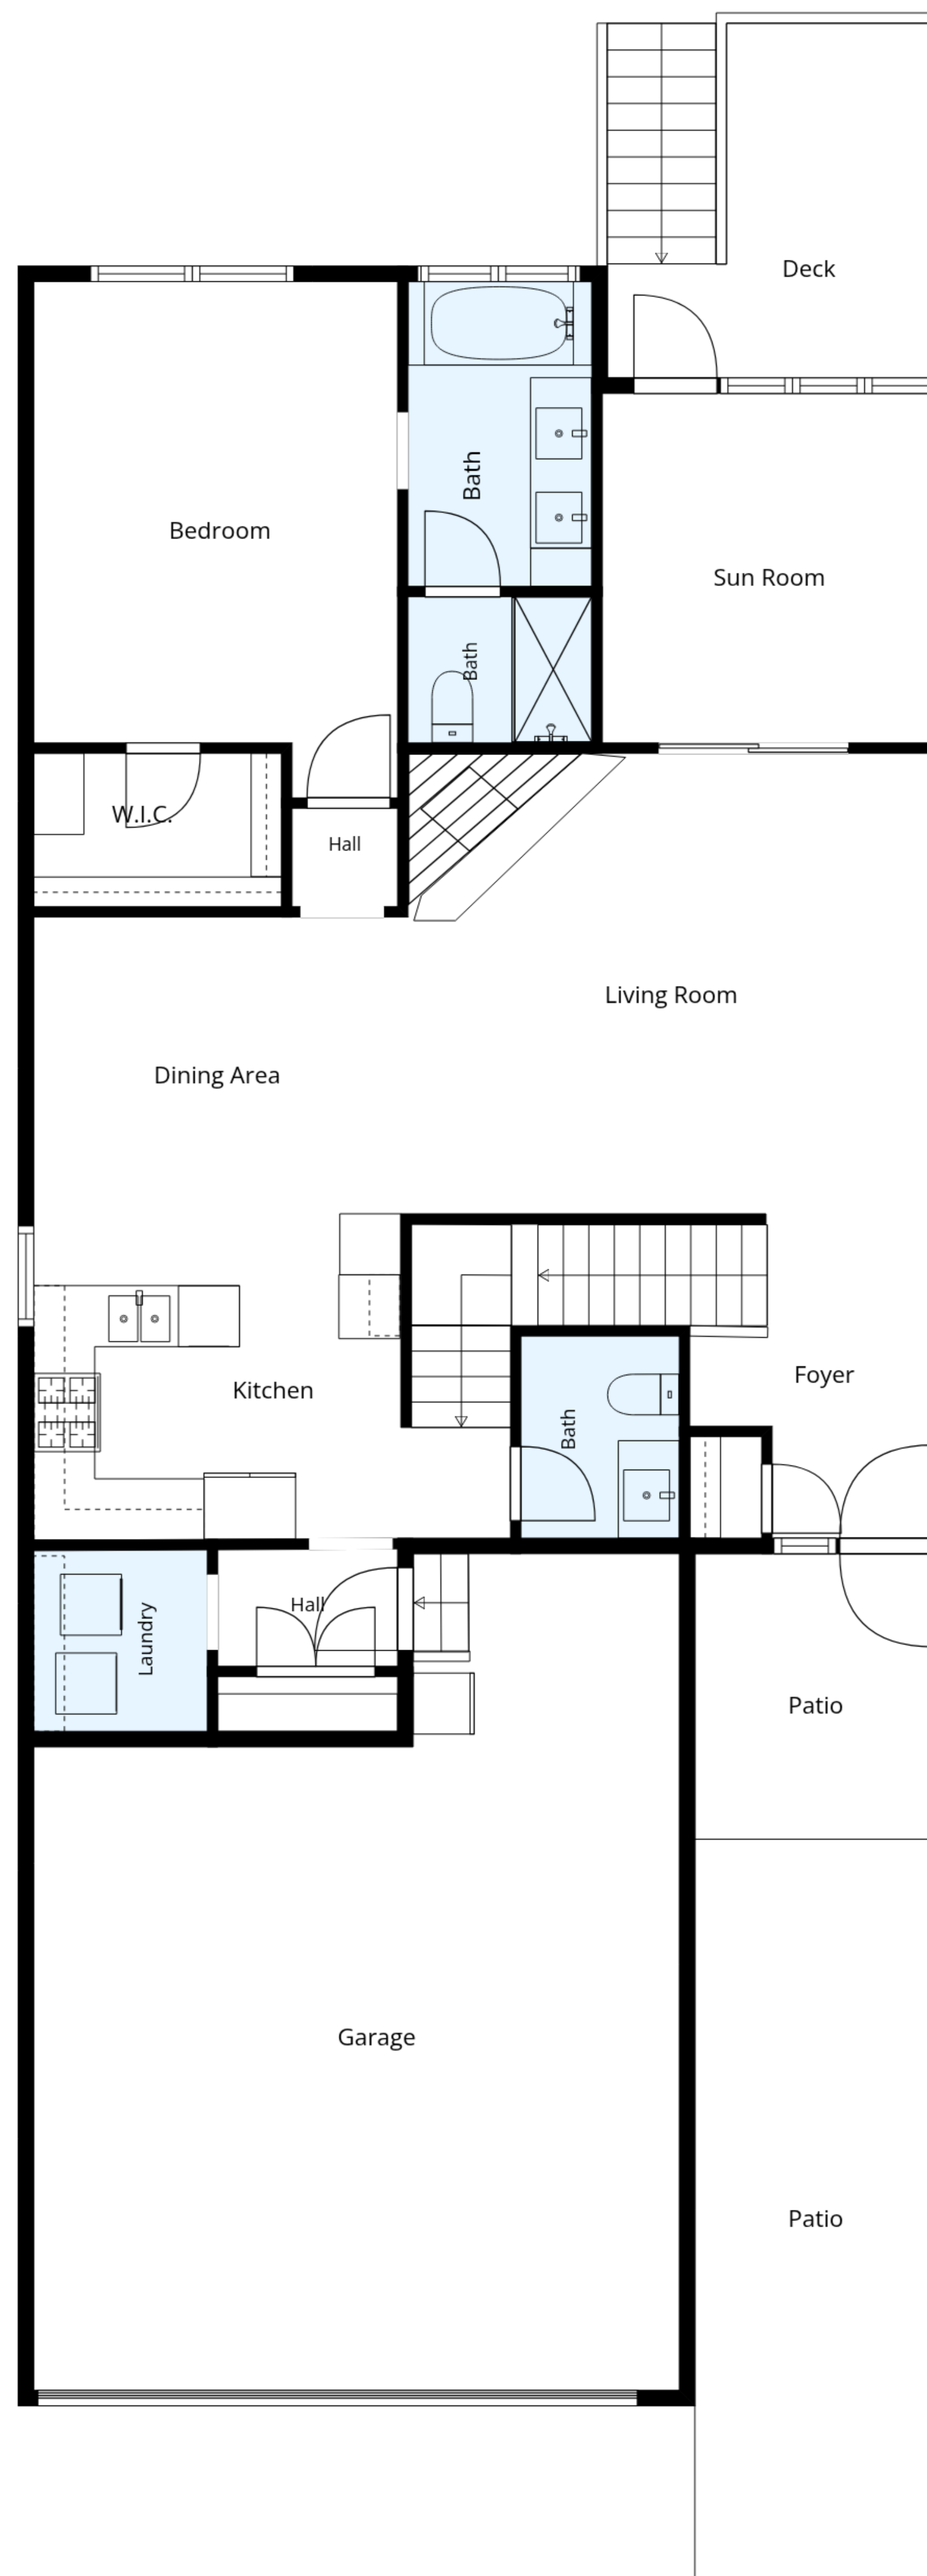 Deck
Bath
Bedroom
Sun Room
Bath
W.I.C.
Hall
Living Room
Dining Area
Foyer
Kitchen
Bath
Hall
Laundry
Patio
Garage
Patio